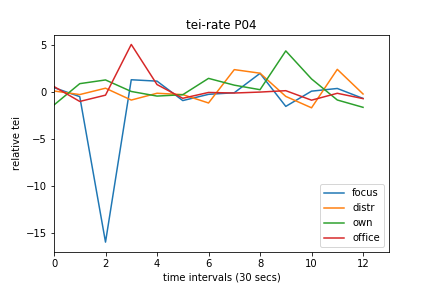 tei-rate P04
relative tei
5
0
−5
−10
−15
focus
distr
own
office
0 2 4 6 8 10 12
time intervals (30 secs)